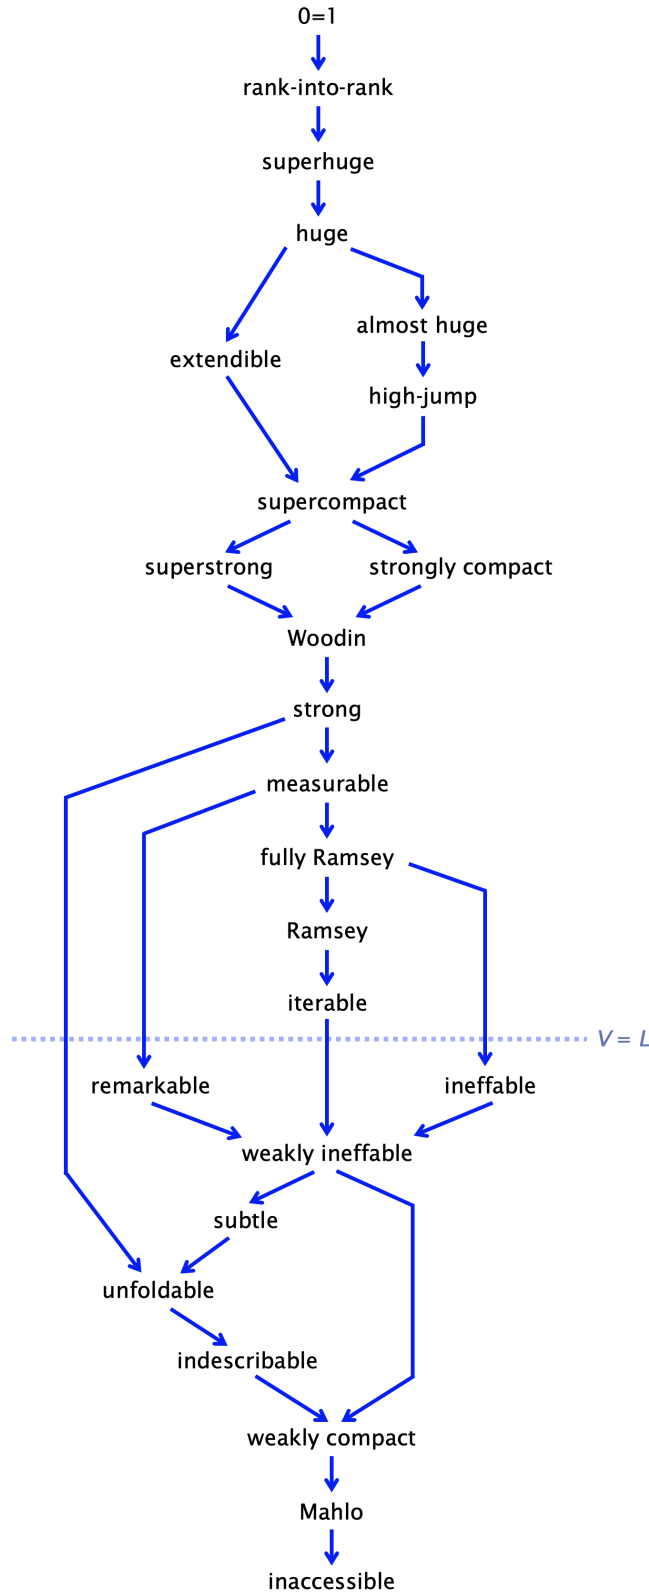 0=1
rank-into-rank
superhuge
huge
almost huge
extendible
high-jump
supercompact
superstrong
strongly compact
Woodin
strong
measurable
fully Ramsey
Ramsey
iterable
V = L
remarkable
ineffable
weakly ineffable
subtle
unfoldable
indescribable
weakly compact
Mahlo
inaccessible